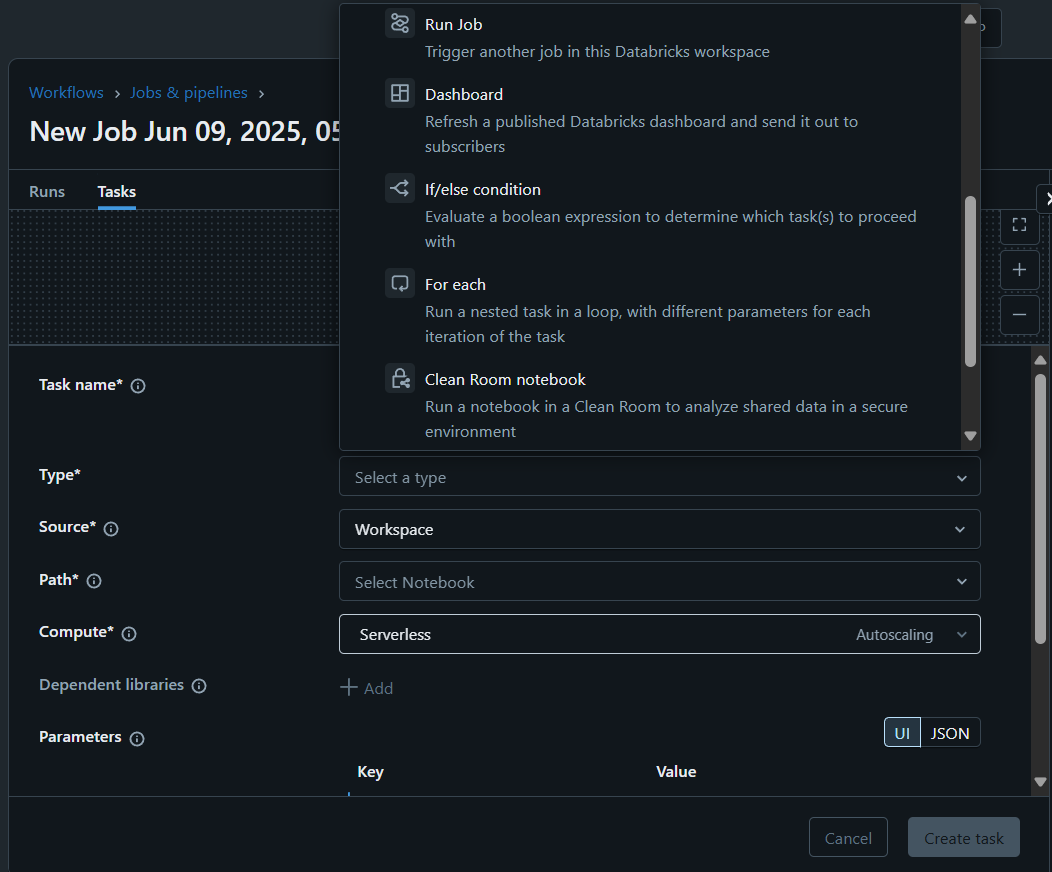 Run Job
Trigger another job in this Databricks workspace
Dashboard
Refresh a published Databricks dashboard and send it out to
subscribers
If/else condition
Evaluate a boolean expression to determine which task(s) to proceed
with
For each
Run a nested task in a loop, with different parameters for each
iteration of the task
Clean Room notebook
Run a notebook in a Clean Room to analyze shared data in a secure
environment
Workflows > Jobs & pipelines >
New Job Jun 09, 2025, 05
Runs Tasks
Task name*
Type* Select a type
Source* Workspace
Path* Select Notebook
Compute* Serverless Autoscaling
Dependent libraries + Add
Parameters UI JSON
Key Value
Cancel Create task